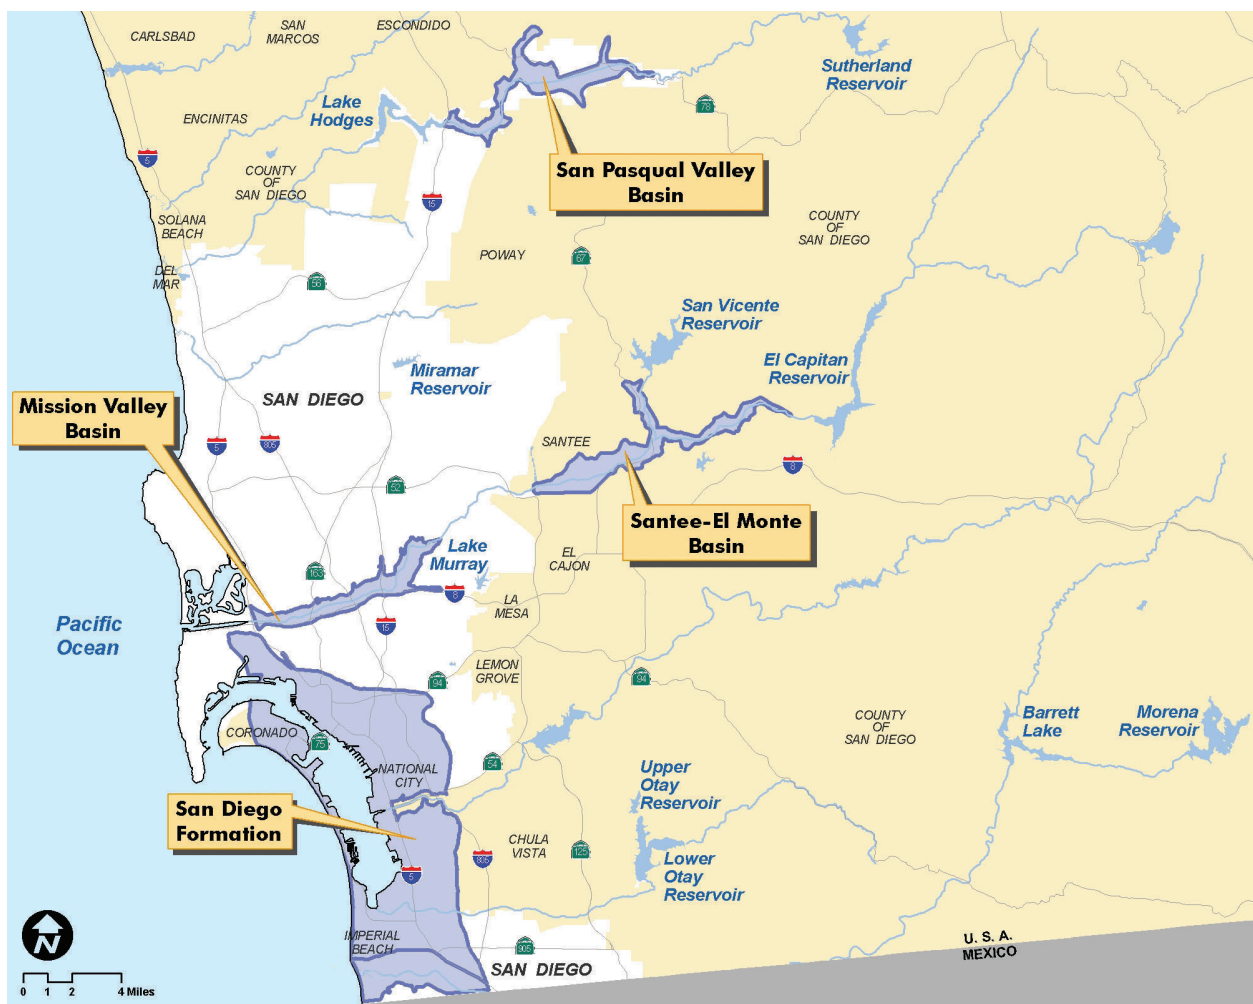 CARLSBAD
SAN
MARCOS
ESCONDIDO
Sutherland
Reservoir
Lake
Hodges
78
ENCINITAS
5
San Pasqual Valley
Basin
COUNTY
OF
SAN DIEGO
15
SOLANA
BEACH
COUNTY
OF
SAN DIEGO
POWAY
67
DEL
MAR
56
San Vicente
Reservoir
El Capitan
Reservoir
Miramar
Reservoir
SAN DIEGO
Mission Valley
Basin
5
805
SANTEE
8
52
Santee-El Monte
Basin
Lake
Murray
EL
CAJON
163
8
LA
MESA
15
Pacific
Ocean
LEMON
GROVE
94
94
COUNTY
OF
SAN DIEGO
Barrett
Lake
Morena
Reservoir
CORONADO
75
54
NATIONAL
CITY
Upper
Otay
Reservoir
San Diego
Formation
CHULA
VISTA
805
125
5
Lower
Otay
Reservoir
IMPERIAL
BEACH
905
SAN DIEGO
U. S. A.
MEXICO
N
0 1 2 4 Miles